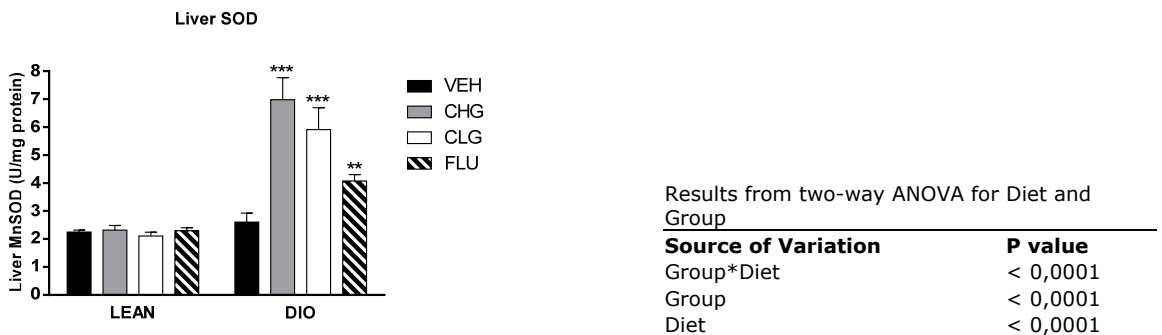 Liver SOD
Liver MnSOD (U/mg protein)
8
7
6
5
4
3
2
1
0
***
***
**
LEAN
DIO
VEH
CHG
CLG
FLU
Results from two-way ANOVA for Diet and
Group
Source of Variation P value
Group*Diet < 0,0001
Group < 0,0001
Diet < 0,0001